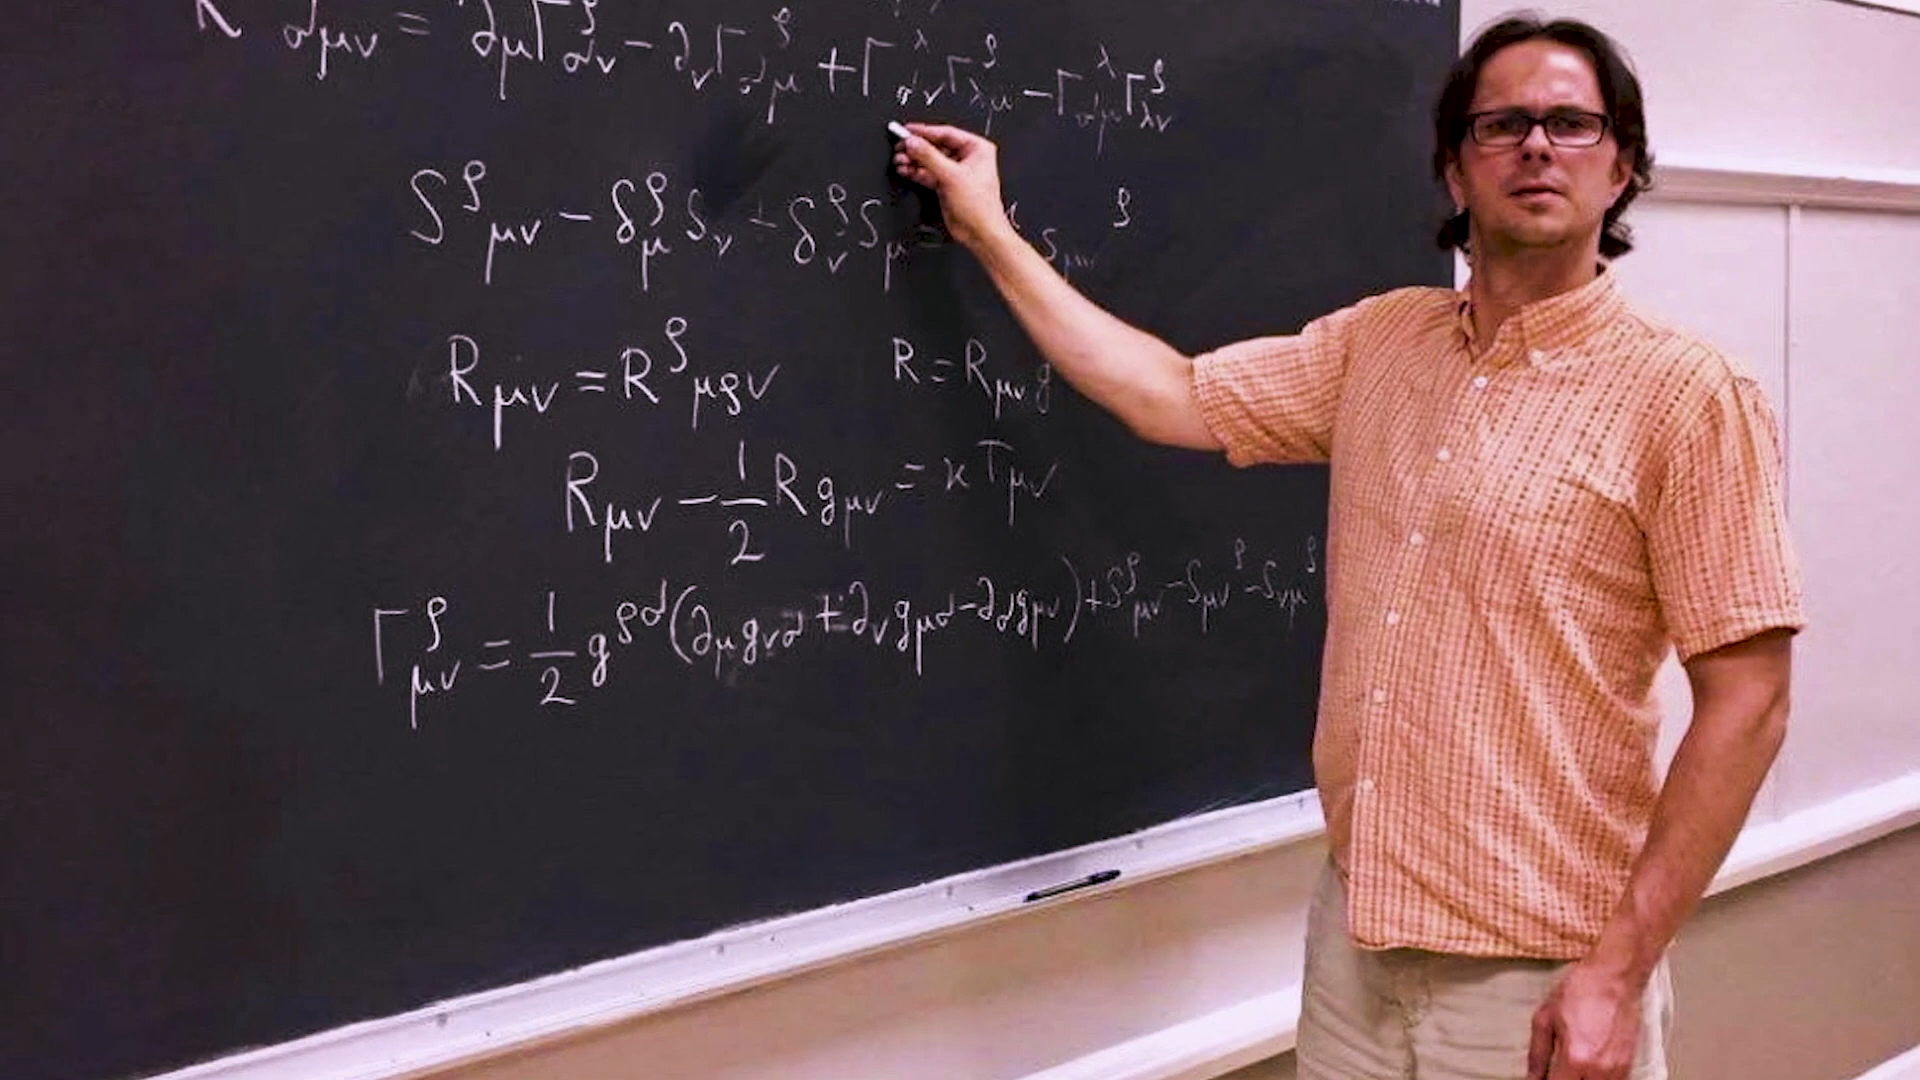 R σμν = ∂μΓ^ρ_σν − ∂νΓ^ρ_σμ + Γ^λ_σν Γ^ρ_λμ − Γ^λ_σμ Γ^ρ_λν
S^ρ_μν − δ^ρ_μ S_ν + δ^ρ_ν S_μ = S_μν^ρ
R_μν = R^ρ_μρν R = R_μν g
R_μν − 1/2 R g_μν = κ T_μν
Γ^ρ_μν = 1/2 g^ρσ (∂μ g_νσ + ∂ν g_μσ − ∂σ g_μν) + S^ρ_μν − S_μν^ρ − S_νμ^ρ